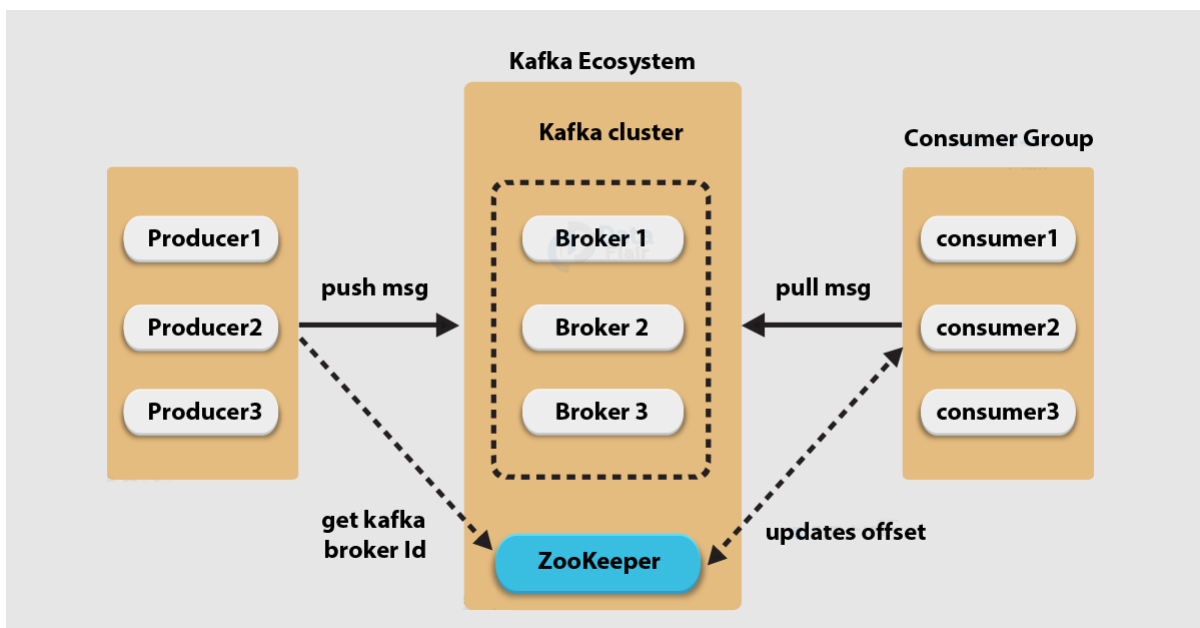 Kafka Ecosystem
Kafka cluster
Consumer Group
Producer1
Producer2
Producer3
push msg
Broker 1
Broker 2
Broker 3
pull msg
consumer1
consumer2
consumer3
get kafka
broker Id
ZooKeeper
updates offset